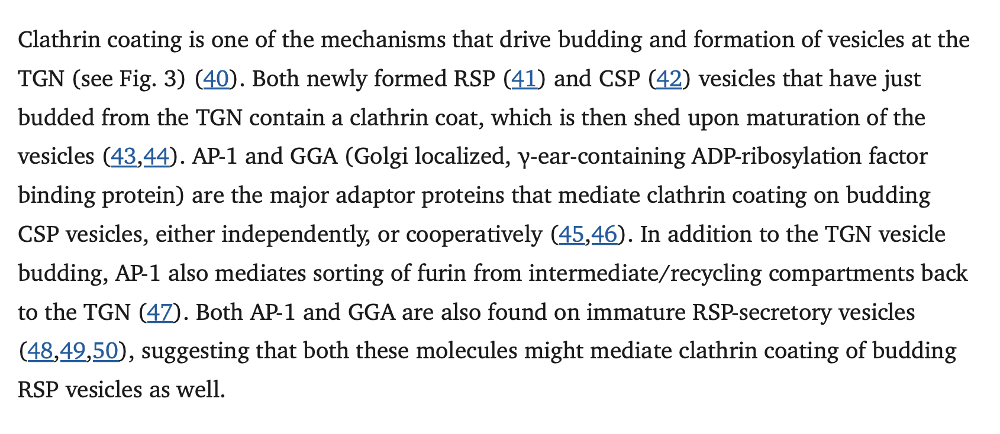 Clathrin coating is one of the mechanisms that drive budding and formation of vesicles at the
TGN (see Fig. 3) (40). Both newly formed RSP (41) and CSP (42) vesicles that have just
budded from the TGN contain a clathrin coat, which is then shed upon maturation of the
vesicles (43,44). AP-1 and GGA (Golgi localized, γ-ear-containing ADP-ribosylation factor
binding protein) are the major adaptor proteins that mediate clathrin coating on budding
CSP vesicles, either independently, or cooperatively (45,46). In addition to the TGN vesicle
budding, AP-1 also mediates sorting of furin from intermediate/recycling compartments back
to the TGN (47). Both AP-1 and GGA are also found on immature RSP-secretory vesicles
(48,49,50), suggesting that both these molecules might mediate clathrin coating of budding
RSP vesicles as well.